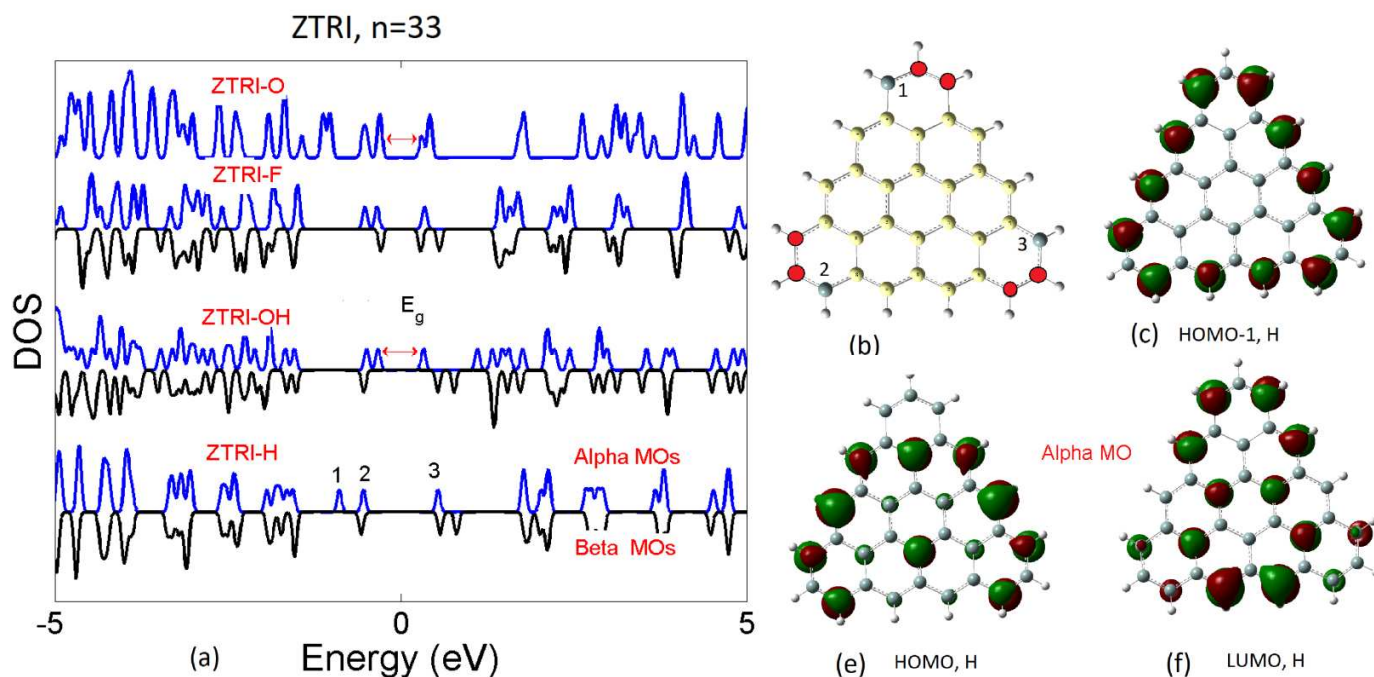 ZTRI, n=33
ZTRI-O
ZTRI-F
ZTRI-OH
E_g
ZTRI-H
1
2
3
Alpha MOs
Beta MOs
DOS
-5
0
5
(a)
Energy (eV)
1
2
3
(b)
(c)
HOMO-1, H
Alpha MO
(e)
HOMO, H
(f)
LUMO, H